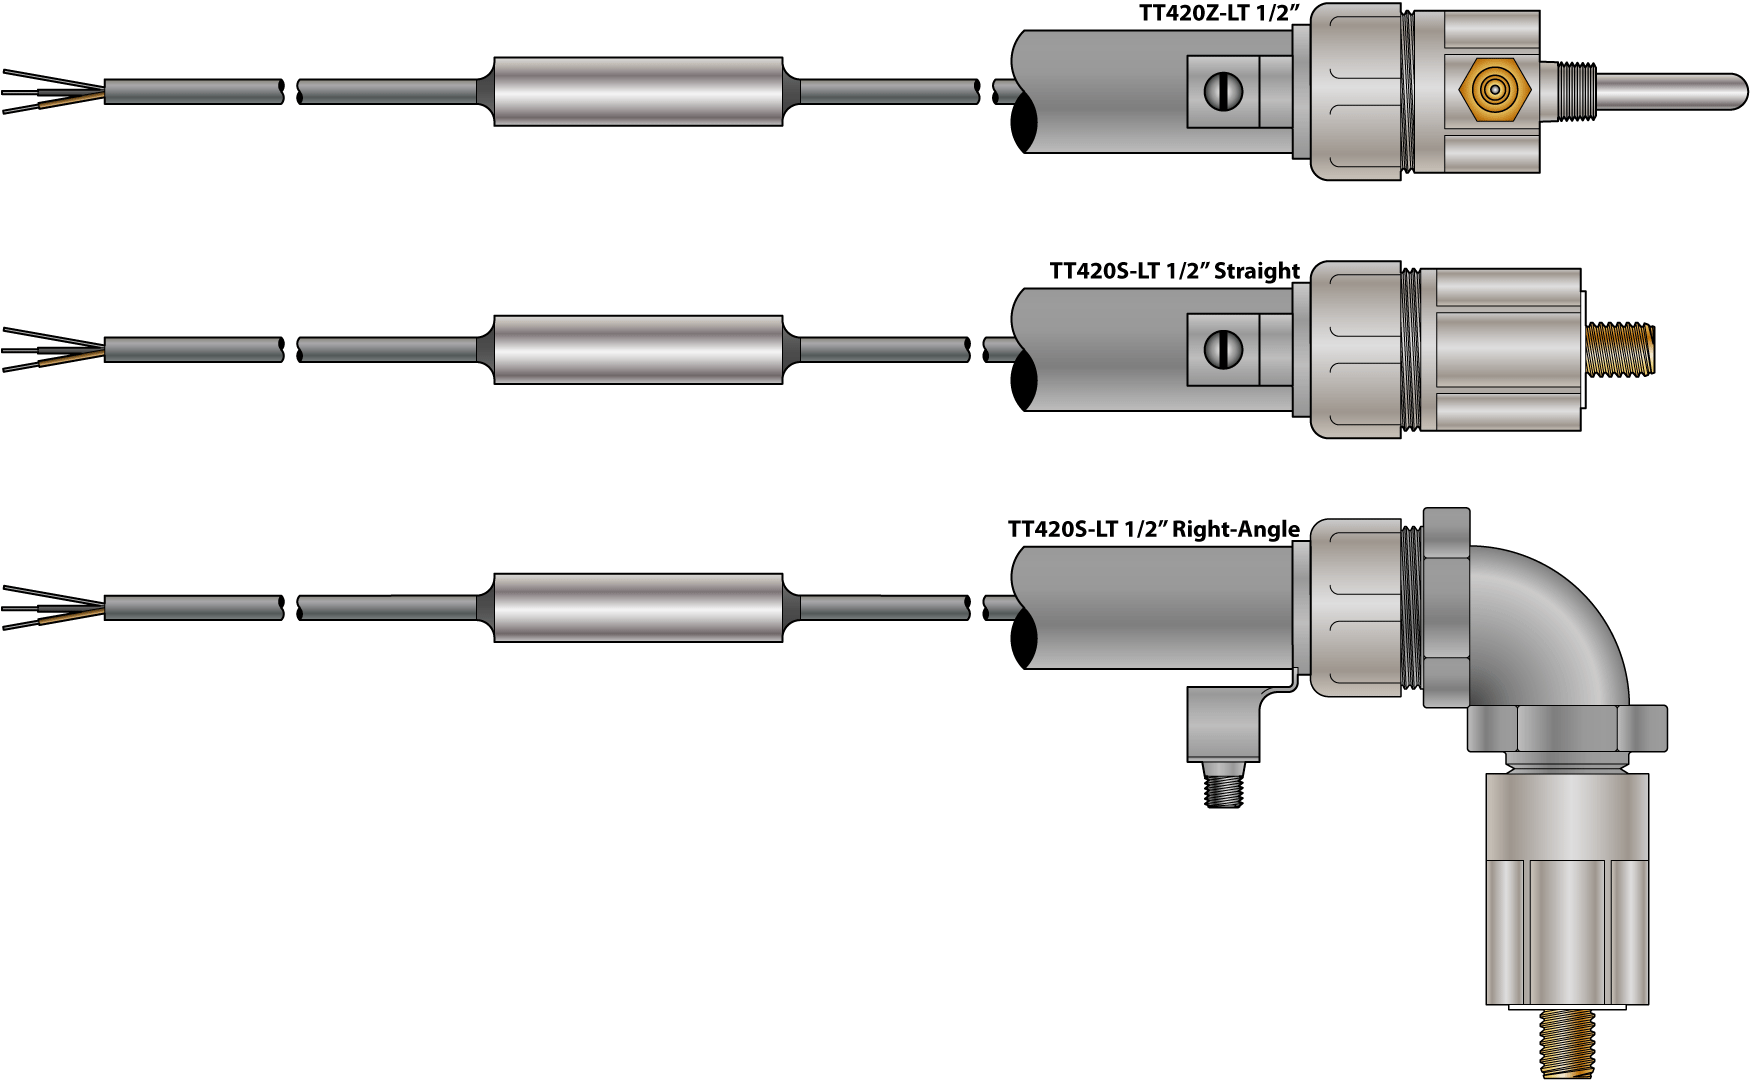 TT420Z-LT 1/2”
TT420S-LT 1/2” Straight
TT420S-LT 1/2” Right-Angle